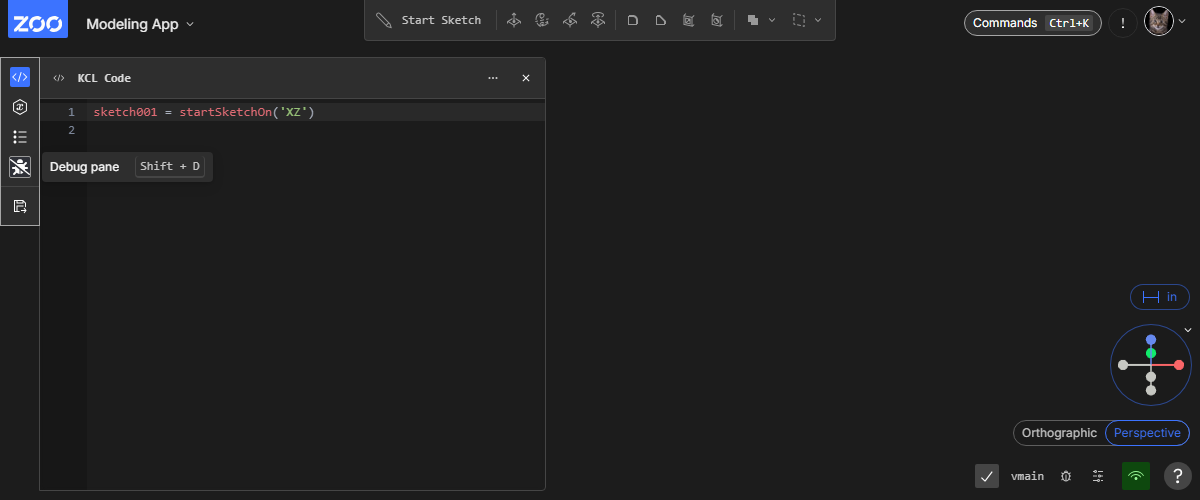 ZOO
Modeling App
Start Sketch
Commands Ctrl+K
!
</> KCL Code
1 sketch001 = startSketchOn('XZ')
2
Debug pane Shift + D
in
Orthographic Perspective
vmain
?